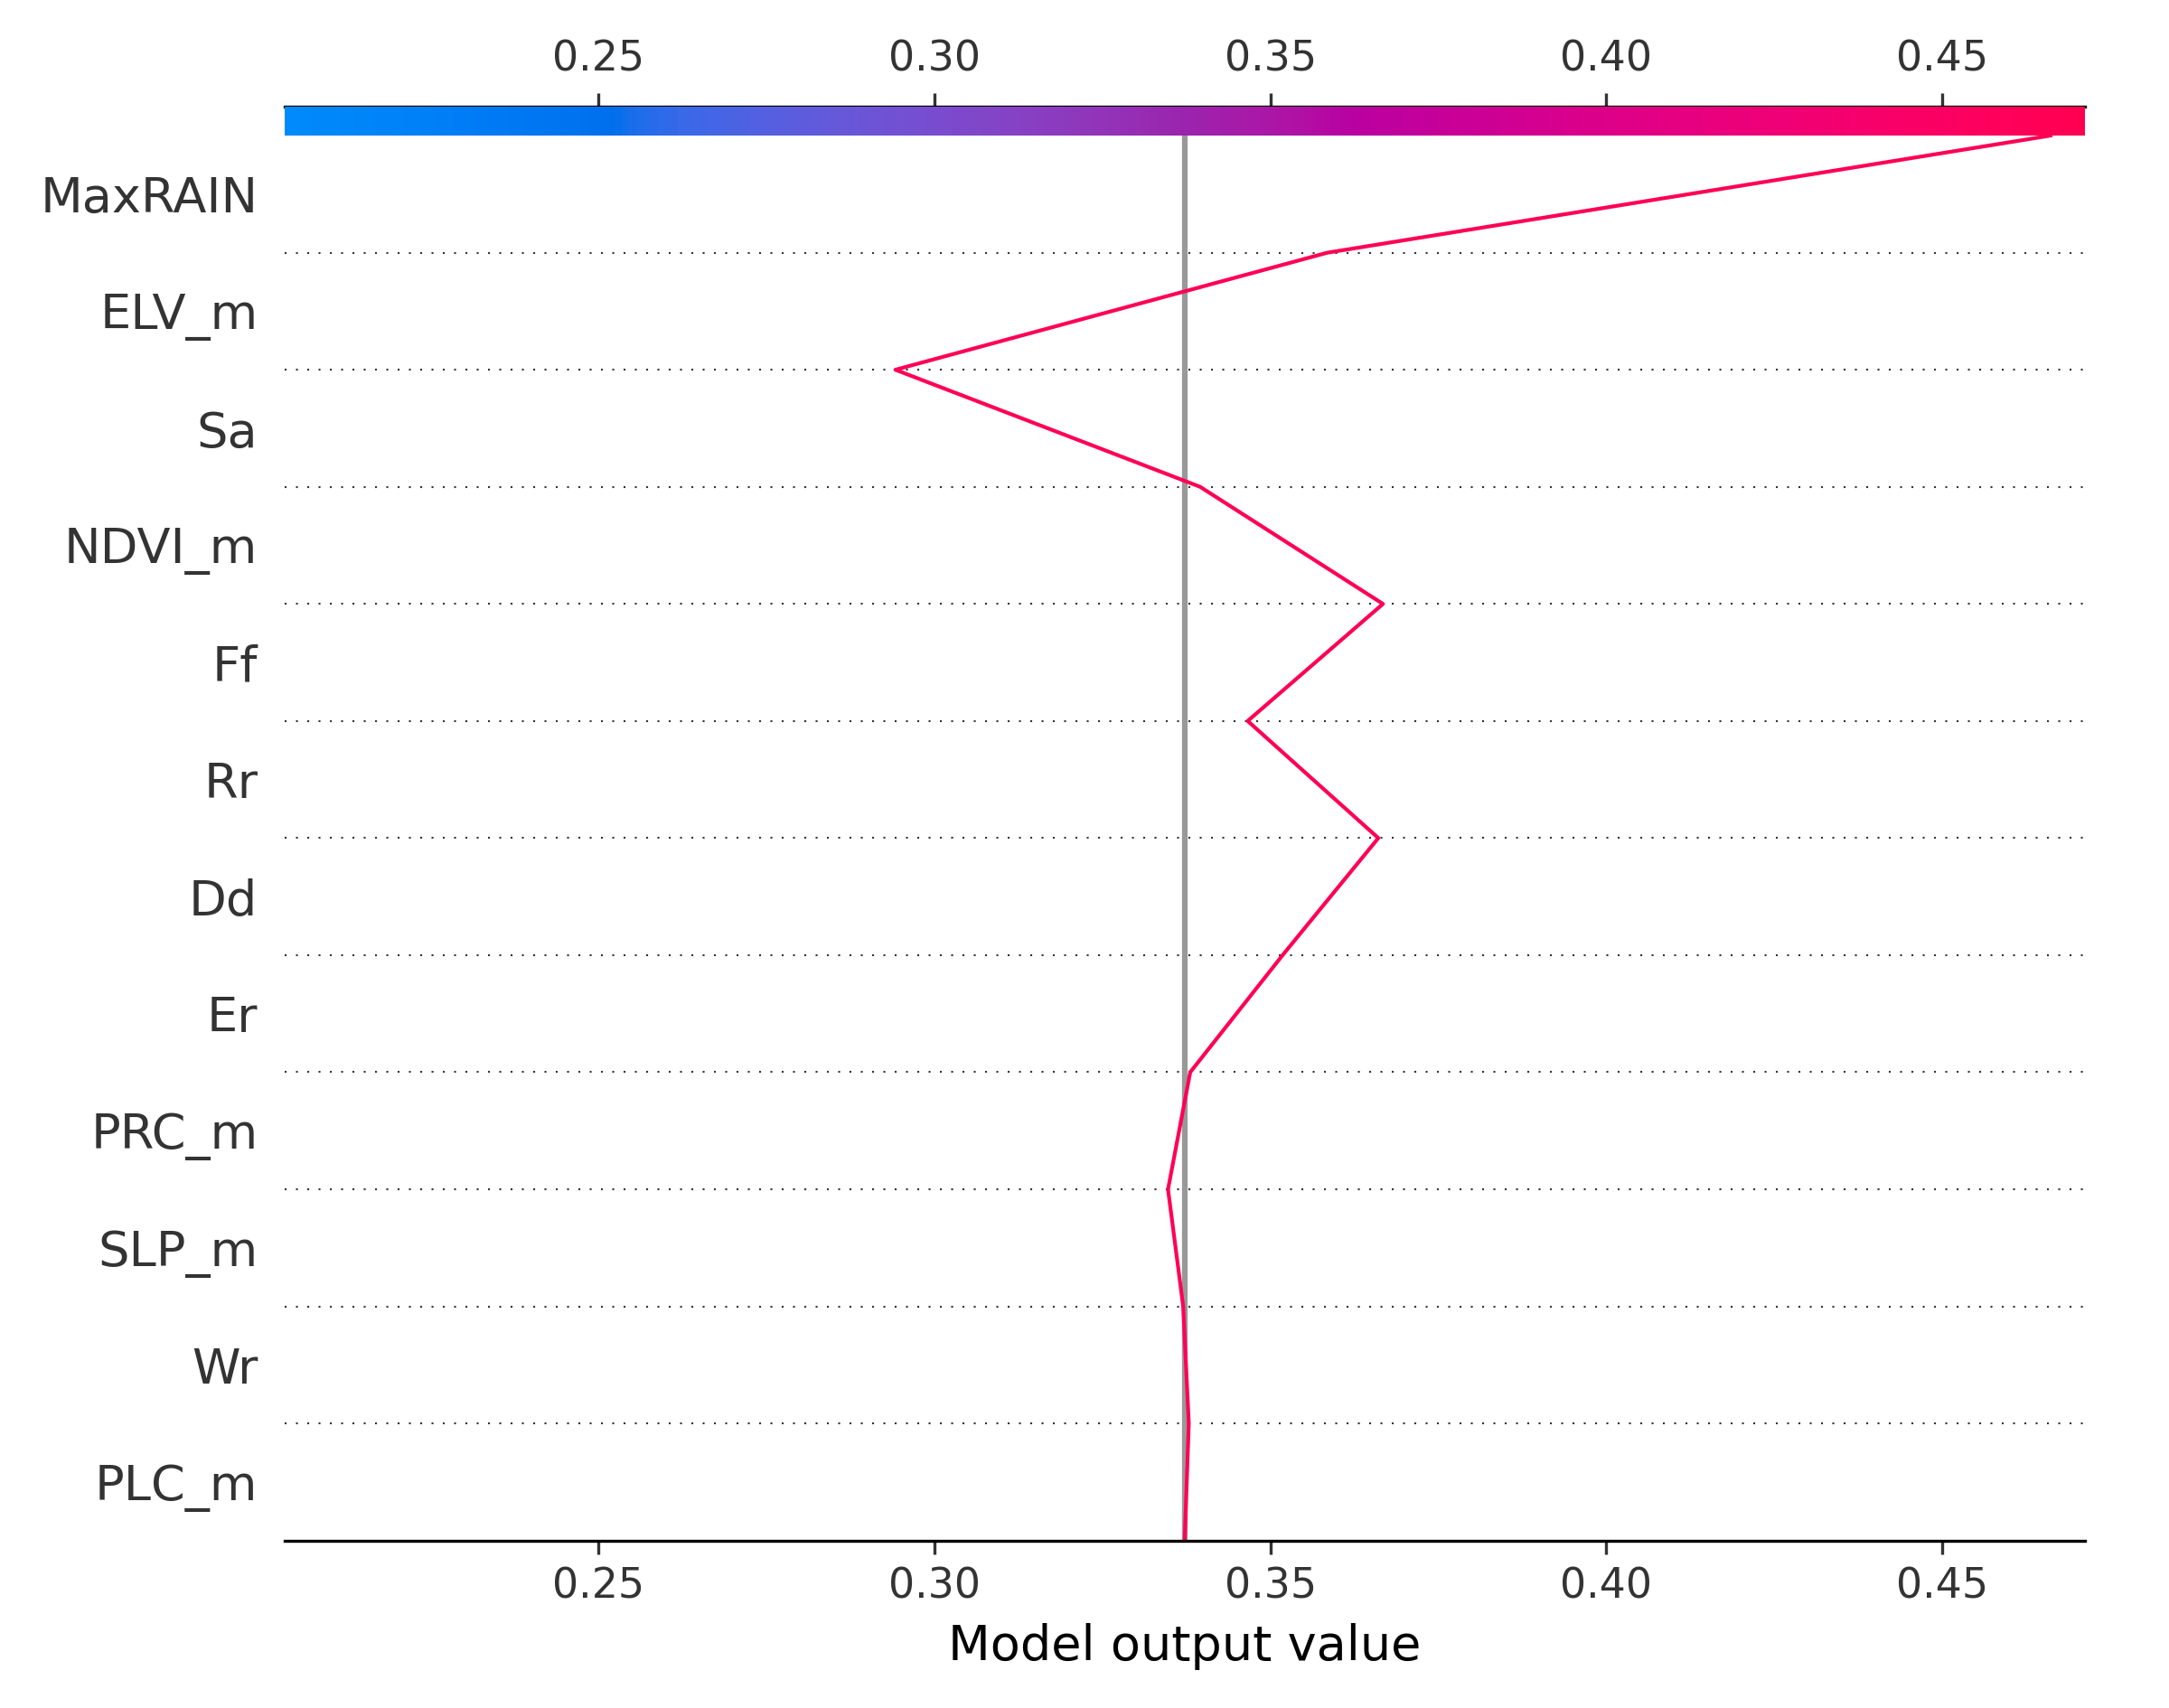 0.25 0.30 0.35 0.40 0.45
MaxRAIN
ELV_m
Sa
NDVI_m
Ff
Rr
Dd
Er
PRC_m
SLP_m
Wr
PLC_m
0.25 0.30 0.35 0.40 0.45
Model output value